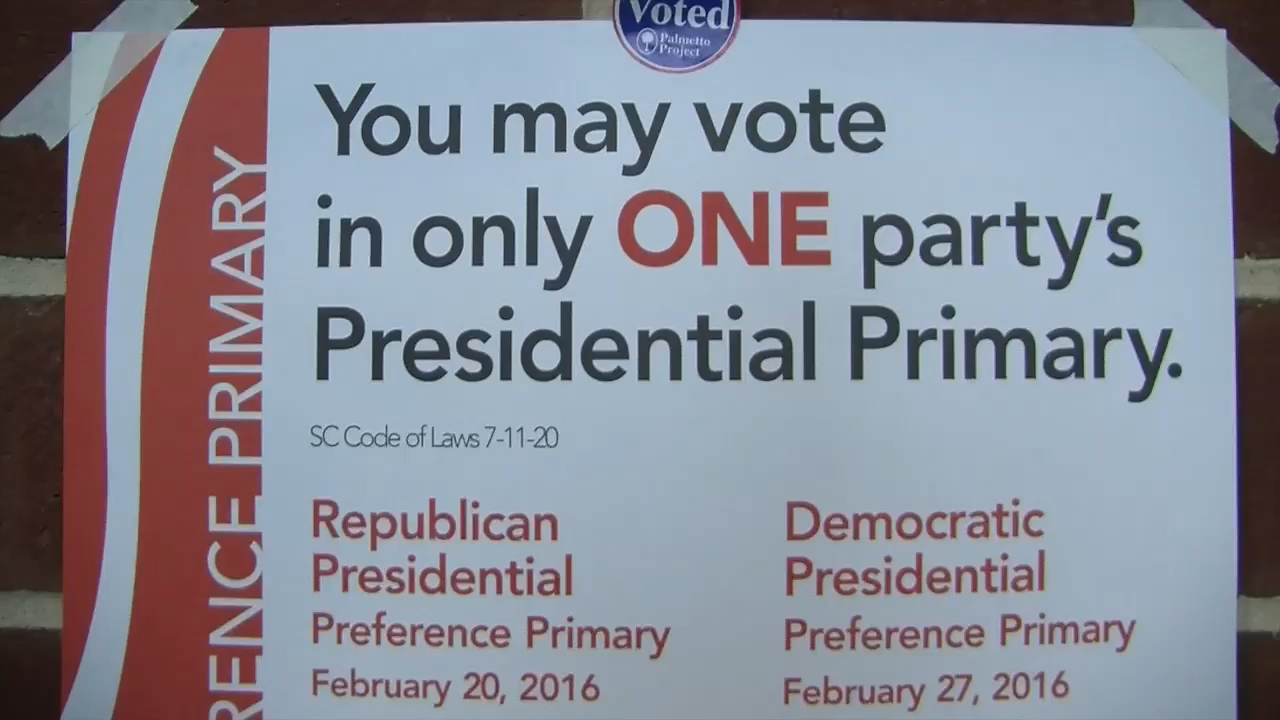 Voted
Palmetto
Project
You may vote
in only ONE party's
Presidential Primary.
SC Code of Laws 7-11-20
Republican
Presidential
Preference Primary
February 20, 2016
Democratic
Presidential
Preference Primary
February 27, 2016
RENCE PRIMARY